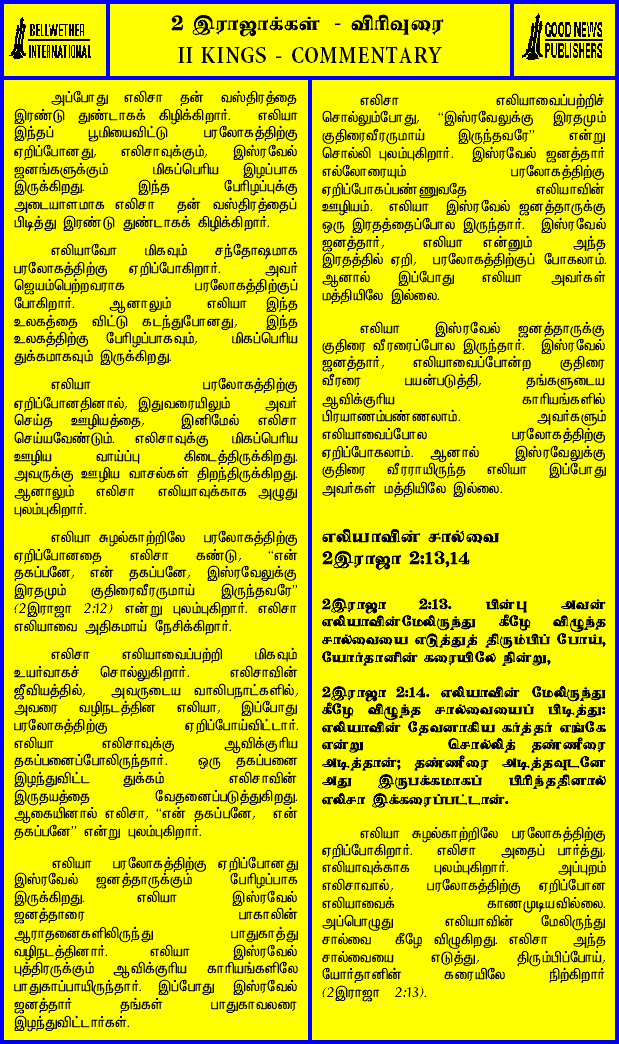 BELLWETHER
INTERNATIONAL
2 இராஜாக்கள் - விரிவுரை
II KINGS - COMMENTARY
GOOD NEWS
PUBLISHERS
அப்போது எலிசா தன் வஸ்திரத்தை
இரண்டு துண்டாகக் கிழிக்கிறார். எலியா
இந்தப் பூமியைவிட்டு பரலோகத்திற்கு
ஏறிப்போனது, எலிசாவுக்கும், இஸ்ரவேல்
ஜனங்களுக்கும் மிகப்பெரிய இழப்பாக
இருக்கிறது. இந்த பேரிழப்புக்கு
அடையாளமாக எலிசா தன் வஸ்திரத்தைப்
பிடித்து இரண்டு துண்டாகக் கிழிக்கிறார்.
எலியாவோ மிகவும் சந்தோஷமாக
பரலோகத்திற்கு ஏறிப்போகிறார். அவர்
ஜெயம்பெற்றவராக பரலோகத்திற்குப்
போகிறார். ஆனாலும் எலியா இந்த
உலகத்தை விட்டு கடந்துபோனது, இந்த
உலகத்திற்கு பேரிழப்பாகவும், மிகப்பெரிய
துக்கமாகவும் இருக்கிறது.
எலியா பரலோகத்திற்கு
ஏறிப்போனதினால், இதுவரையிலும் அவர்
செய்த ஊழியத்தை, இனிமேல் எலிசா
செய்யவேண்டும். எலிசாவுக்கு மிகப்பெரிய
ஊழிய வாய்ப்பு கிடைத்திருக்கிறது.
அவருக்கு ஊழிய வாசல்கள் திறந்திருக்கிறது.
ஆனாலும் எலிசா எலியாவுக்காக அழுது
புலம்புகிறார்.
எலியா சுழல்காற்றிலே பரலோகத்திற்கு
ஏறிப்போனதை எலிசா கண்டு, “என்
தகப்பனே, என் தகப்பனே, இஸ்ரவேலுக்கு
இரதமும் குதிரைவீரருமாய் இருந்தவரே”
(2இராஜா 2:12) என்று புலம்புகிறார். எலிசா
எலியாவை அதிகமாய் நேசிக்கிறார்.
எலிசா எலியாவைப்பற்றி மிகவும்
உயர்வாகச் சொல்லுகிறார். எலிசாவின்
ஜீவியத்தில், அவருடைய வாலிபநாட்களில்,
அவரை வழிநடத்தின எலியா, இப்போது
பரலோகத்திற்கு ஏறிப்போய்விட்டார்.
எலியா எலிசாவுக்கு ஆவிக்குரிய
தகப்பனைப்போலிருந்தார். ஒரு தகப்பனை
இழந்துவிட்ட துக்கம் எலிசாவின்
இருதயத்தை வேதனைப்படுத்துகிறது.
ஆகையினால் எலிசா, “என் தகப்பனே, என்
தகப்பனே” என்று புலம்புகிறார்.
எலியா பரலோகத்திற்கு ஏறிப்போனது
இஸ்ரவேல் ஜனத்தாருக்கும் பேரிழப்பாக
இருக்கிறது. எலியா இஸ்ரவேல்
ஜனத்தாரை பாகாலின்
ஆராதனைகளிலிருந்து பாதுகாத்து
வழிநடத்தினார். எலியா இஸ்ரவேல்
புத்திரருக்கும் ஆவிக்குரிய காரியங்களிலே
பாதுகாப்பாயிருந்தார். இப்போது இஸ்ரவேல்
ஜனத்தார் தங்கள் பாதுகாவலரை
இழந்துவிட்டார்கள்.
எலிசா எலியாவைப்பற்றிச்
சொல்லும்போது, “இஸ்ரவேலுக்கு இரதமும்
குதிரைவீரருமாய் இருந்தவரே” என்று
சொல்லி புலம்புகிறார். இஸ்ரவேல் ஜனத்தார்
எல்லோரையும் பரலோகத்திற்கு
ஏறிப்போகப்பண்ணுவதே எலியாவின்
ஊழியம். எலியா இஸ்ரவேல் ஜனத்தாருக்கு
ஒரு இரதத்தைப்போல இருந்தார். இஸ்ரவேல்
ஜனத்தார், எலியா என்னும் அந்த
இரதத்தில் ஏறி, பரலோகத்திற்குப் போகலாம்.
ஆனால் இப்போது எலியா அவர்கள்
மத்தியிலே இல்லை.
எலியா இஸ்ரவேல் ஜனத்தாருக்கு
குதிரை வீரரைப்போல இருந்தார். இஸ்ரவேல்
ஜனத்தார், எலியாவைப்போன்ற குதிரை
வீரரை பயன்படுத்தி, தங்களுடைய
ஆவிக்குரிய காரியங்களில்
பிரயாணம்பண்ணலாம். அவர்களும்
எலியாவைப்போல பரலோகத்திற்கு
ஏறிப்போகலாம். ஆனால் இஸ்ரவேலுக்கு
குதிரை வீரராயிருந்த எலியா இப்போது
அவர்கள் மத்தியிலே இல்லை.
எலியாவின் சால்வை
2இராஜா 2:13,14
2இராஜா 2:13. பின்பு அவன்
எலியாவின்மேலிருந்து கீழே விழுந்த
சால்வையை எடுத்துத் திரும்பிப் போய்,
யோர்தானின் கரையிலே நின்று,
2இராஜா 2:14. எலியாவின் மேலிருந்து
கீழே விழுந்த சால்வையைப் பிடித்து:
எலியாவின் தேவனாகிய கர்த்தர் எங்கே
என்று சொல்லித் தண்ணீரை
அடித்தான்; தண்ணீரை அடித்தவுடனே
அது இருபக்கமாகப் பிரிந்ததினால்
எலிசா இக்கரைப்பட்டான்.
எலியா சுழல்காற்றிலே பரலோகத்திற்கு
ஏறிப்போகிறார். எலிசா அதைப் பார்த்து,
எலியாவுக்காக புலம்புகிறார். அப்புறம்
எலிசாவால், பரலோகத்திற்கு ஏறிப்போன
எலியாவைக் காணமுடியவில்லை.
அப்பொழுது எலியாவின் மேலிருந்து
சால்வை கீழே விழுகிறது. எலிசா அந்த
சால்வையை எடுத்து, திரும்பிப்போய்,
யோர்தானின் கரையிலே நிற்கிறார்
(2இராஜா 2:13).